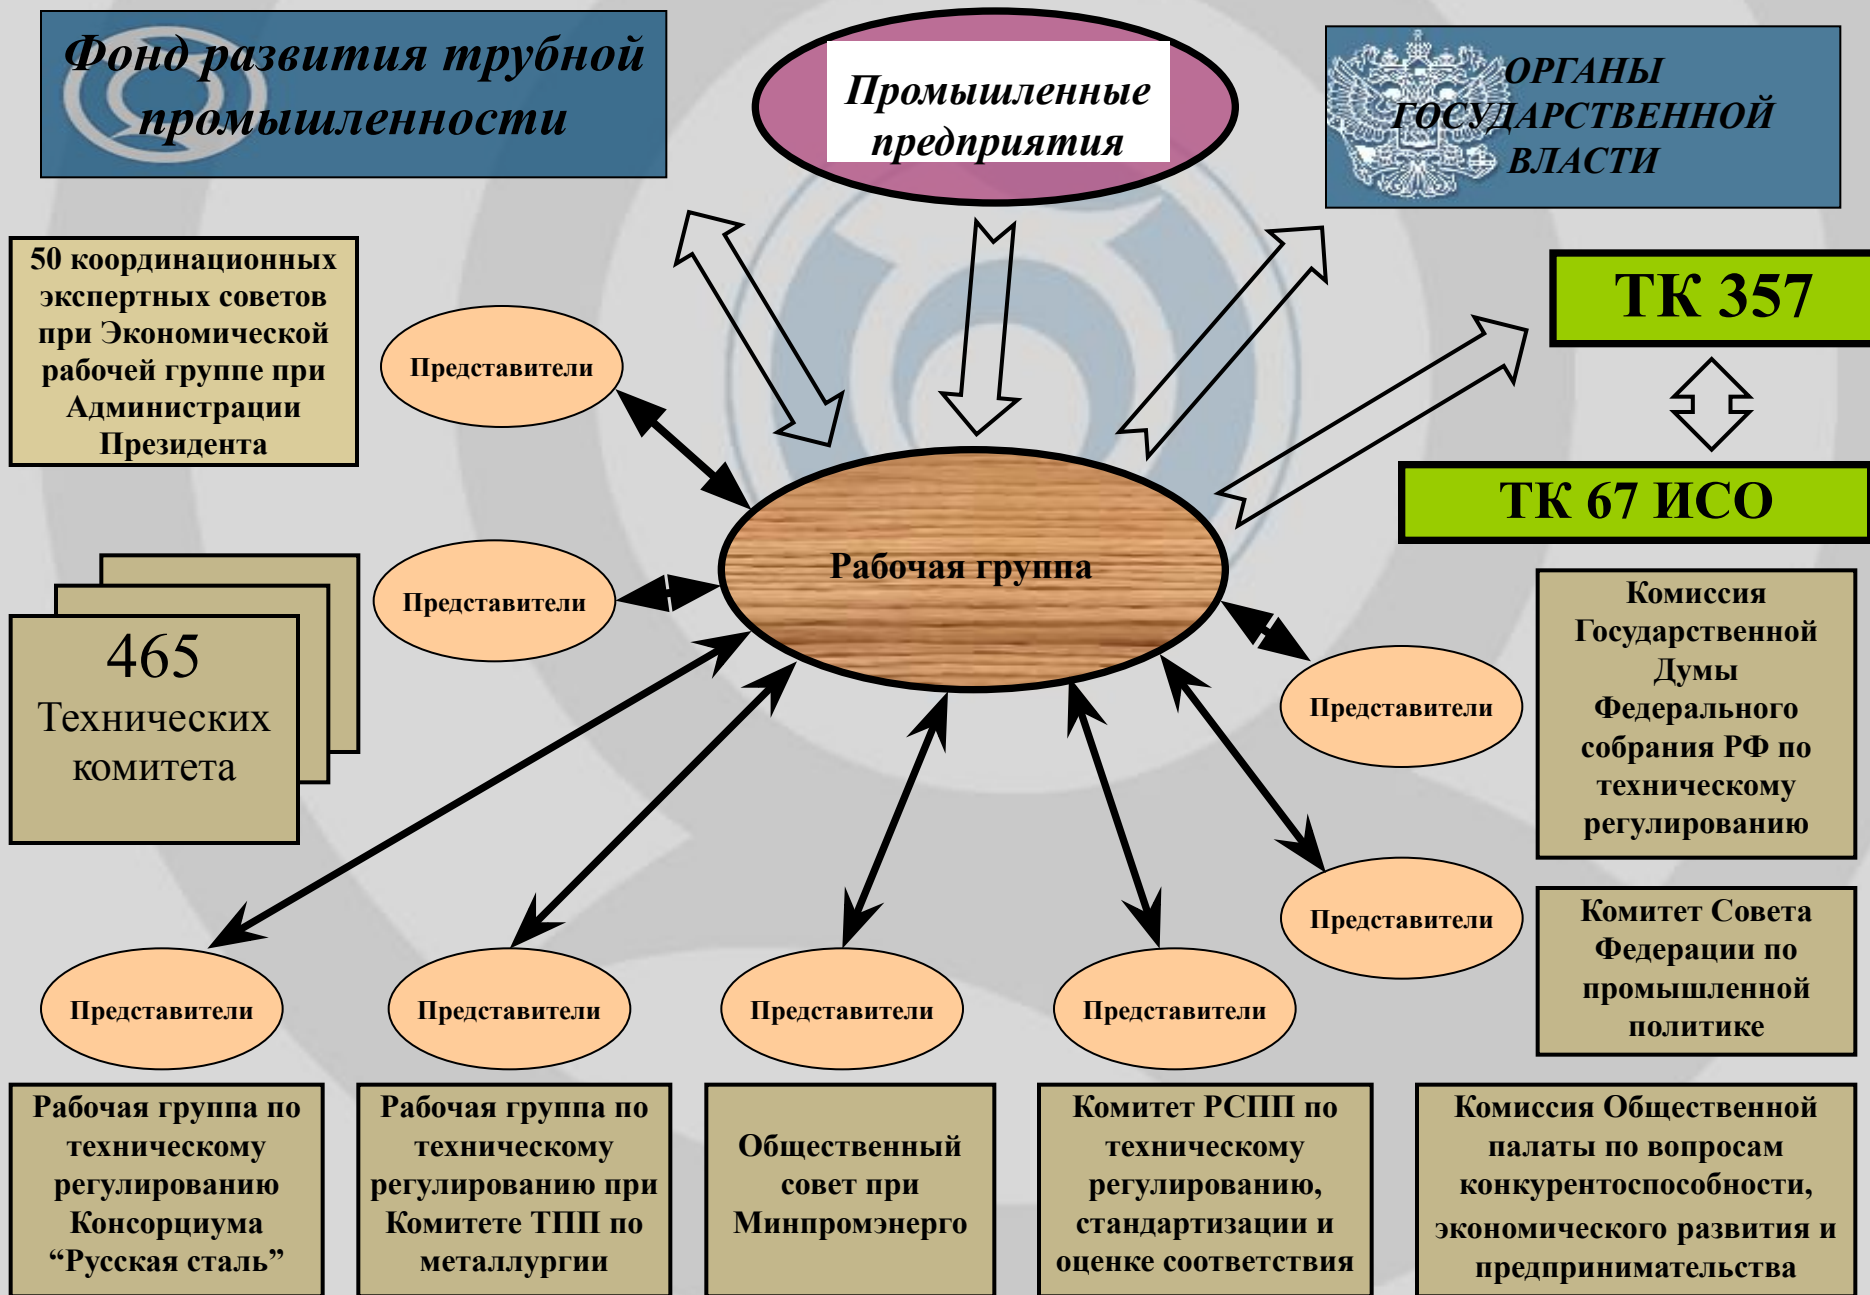 Фонд развития трубной
промышленности
Промышленные
предприятия
ОРГАНЫ
ГОСУДАРСТВЕННОЙ
ВЛАСТИ
50 координационных
экспертных советов
при Экономической
рабочей группе при
Администрации
Президента
Представители
ТК 357
ТК 67 ИСО
Рабочая группа
Представители
465
Технических
комитета
Представители
Комиссия
Государственной
Думы
Федерального
собрания РФ по
техническому
регулированию
Представители
Комитет Совета
Федерации по
промышленной
политике
Представители
Представители
Представители
Представители
Рабочая группа по
техническому
регулированию
Консорциума
“Русская сталь”
Рабочая группа по
техническому
регулированию при
Комитете ТПП по
металлургии
Общественный
совет при
Минпромэнерго
Комитет РСПП по
техническому
регулированию,
стандартизации и
оценке соответствия
Комиссия Общественной
палаты по вопросам
конкурентоспособности,
экономического развития и
предпринимательства